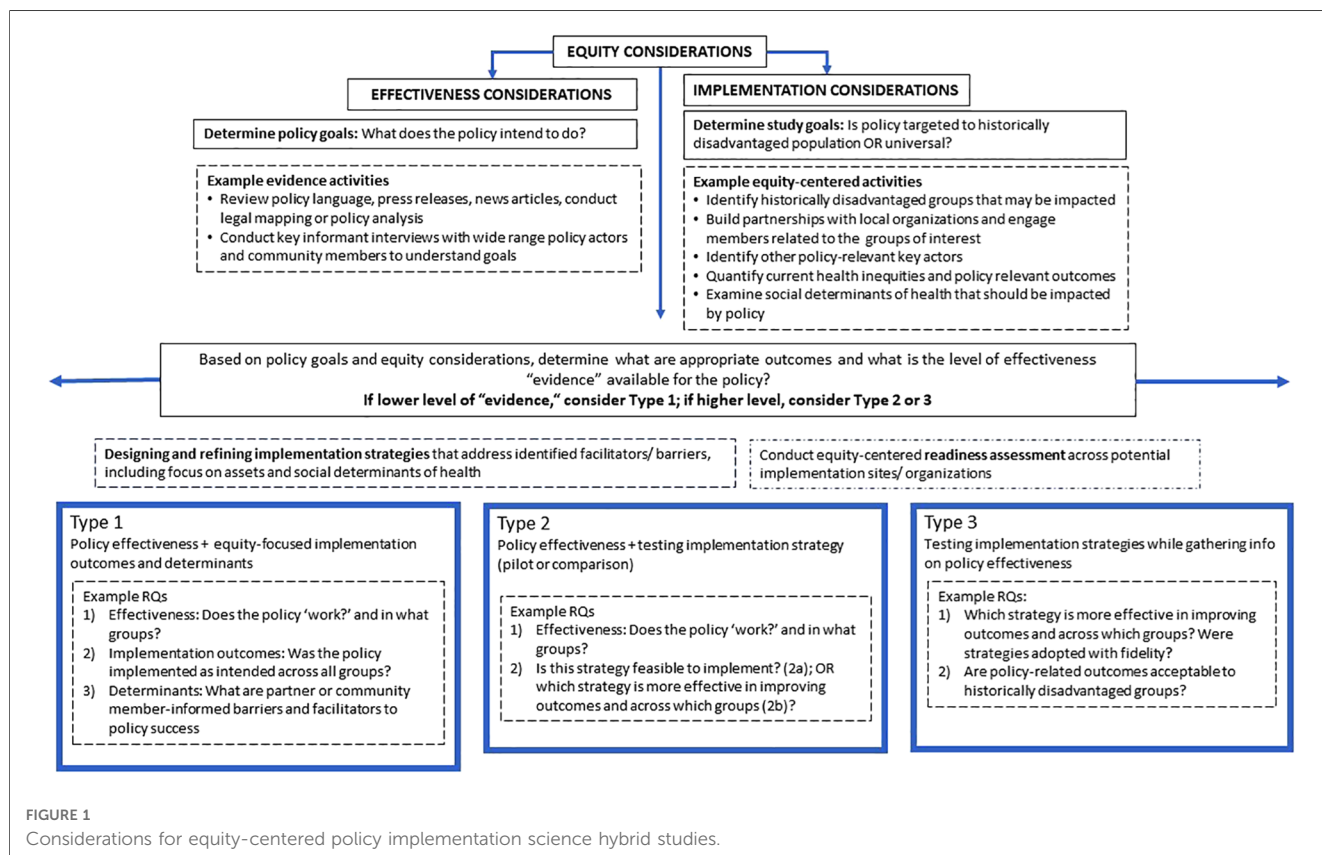 EQUITY CONSIDERATIONS
EFFECTIVENESS CONSIDERATIONS
Determine policy goals: What does the policy intend to do?
Example evidence activities
• Review policy language, press releases, news articles, conduct
legal mapping or policy analysis
• Conduct key informant interviews with wide range policy actors
and community members to understand goals
IMPLEMENTATION CONSIDERATIONS
Determine study goals: Is policy targeted to historically
disadvantaged population OR universal?
Example equity-centered activities
• Identify historically disadvantaged groups that may be impacted
• Build partnerships with local organizations and engage
members related to the groups of interest
• Identify other policy-relevant key actors
• Quantify current health inequities and policy relevant outcomes
• Examine social determinants of health that should be impacted
by policy
Based on policy goals and equity considerations, determine what are appropriate outcomes and what is the level of effectiveness
“evidence” available for the policy?
If lower level of “evidence,” consider Type 1; if higher level, consider Type 2 or 3
Designing and refining implementation strategies that address identified facilitators/ barriers,
including focus on assets and social determinants of health
Conduct equity-centered readiness assessment across potential
implementation sites/ organizations
Type 1
Policy effectiveness + equity-focused implementation
outcomes and determinants
Example RQs
1) Effectiveness: Does the policy ‘work?’ and in what
groups?
2) Implementation outcomes: Was the policy
implemented as intended across all groups?
3) Determinants: What are partner or community
member-informed barriers and facilitators to
policy success
Type 2
Policy effectiveness + testing implementation strategy
(pilot or comparison)
Example RQs
1) Effectiveness: Does the policy ‘work?’ and in what
groups?
2) Is this strategy feasible to implement? (2a); OR
which strategy is more effective in improving
outcomes and across which groups (2b)?
Type 3
Testing implementation strategies while gathering info
on policy effectiveness
Example RQs:
1) Which strategy is more effective in improving
outcomes and across which groups? Were
strategies adopted with fidelity?
2) Are policy-related outcomes acceptable to
historically disadvantaged groups?
FIGURE 1
Considerations for equity-centered policy implementation science hybrid studies.